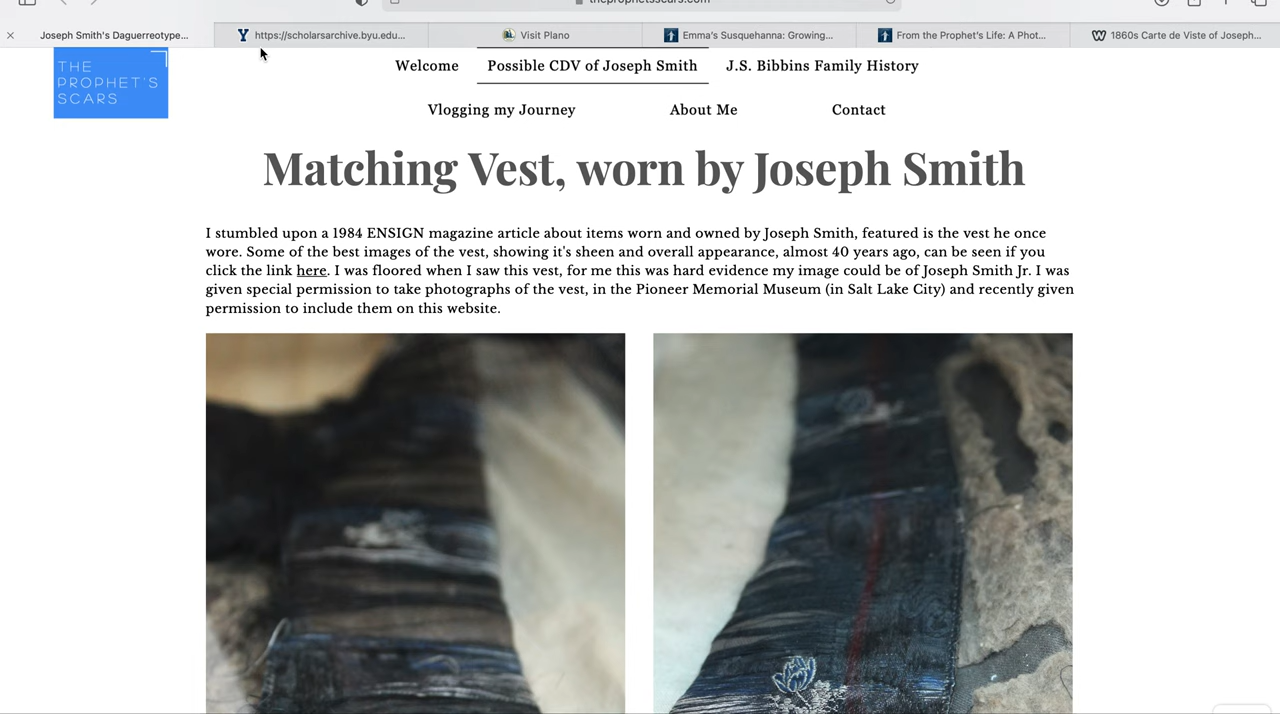 theprophetsscars.com
Joseph Smith's Daguerreotype...
https://scholarsarchive.byu.edu...
Visit Plano
Emma's Susquehanna: Growing...
From the Prophet's Life: A Phot...
1860s Carte de Viste of Joseph...
THE
PROPHET'S
SCARS
Welcome
Possible CDV of Joseph Smith
J.S. Bibbins Family History
Vlogging my Journey
About Me
Contact
Matching Vest, worn by Joseph Smith
I stumbled upon a 1984 ENSIGN magazine article about items worn and owned by Joseph Smith, featured is the vest he once
wore. Some of the best images of the vest, showing it's sheen and overall appearance, almost 40 years ago, can be seen if you
click the link here. I was floored when I saw this vest, for me this was hard evidence my image could be of Joseph Smith Jr. I was
given special permission to take photographs of the vest, in the Pioneer Memorial Museum (in Salt Lake City) and recently given
permission to include them on this website.